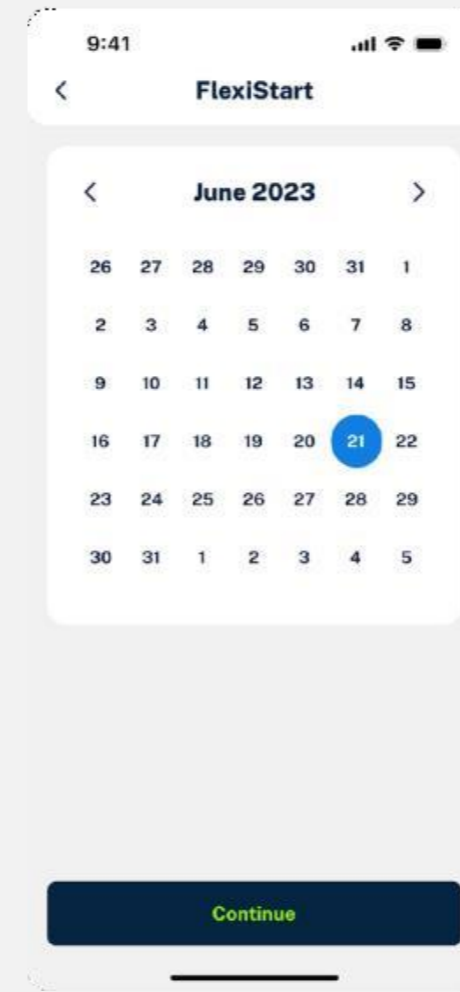 9:41
FlexiStart
June 2023
26 27 28 29 30 31 1
2 3 4 5 6 7 8
9 10 11 12 13 14 15
16 17 18 19 20 21 22
23 24 25 26 27 28 29
30 31 1 2 3 4 5
Continue